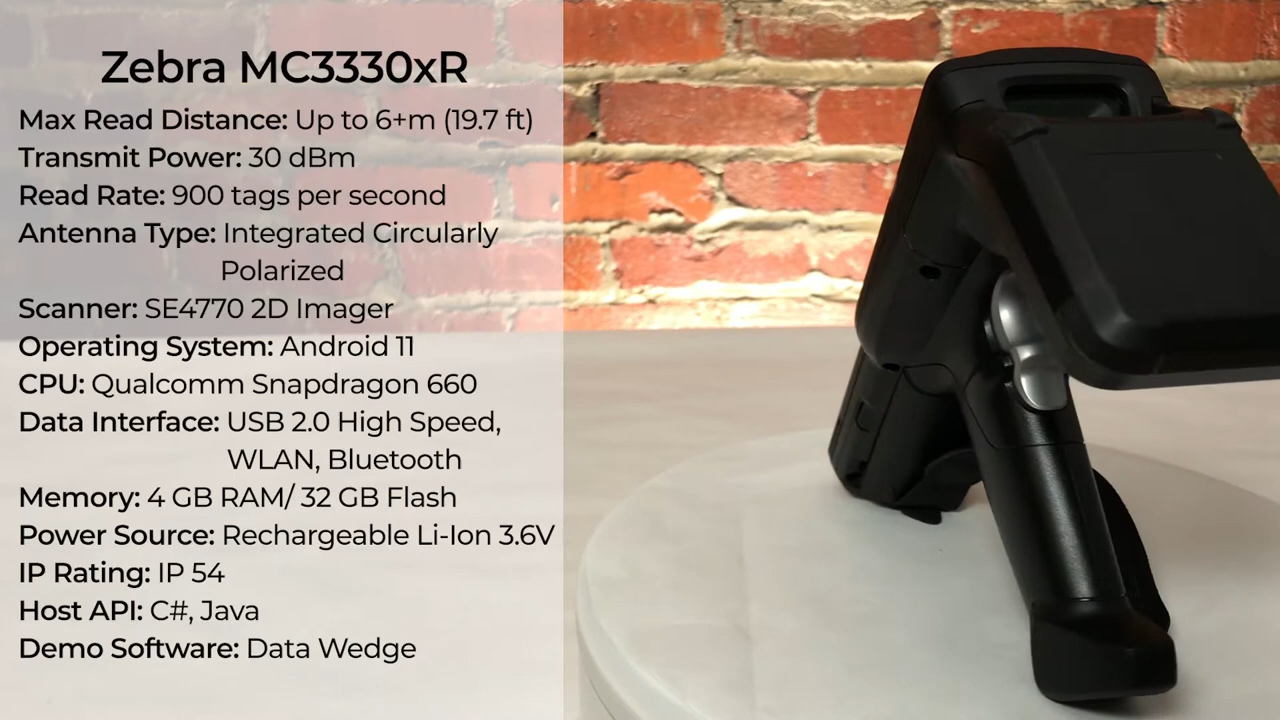 Zebra MC3330xR
Max Read Distance: Up to 6+m (19.7 ft)
Transmit Power: 30 dBm
Read Rate: 900 tags per second
Antenna Type: Integrated Circularly
Polarized
Scanner: SE4770 2D Imager
Operating System: Android 11
CPU: Qualcomm Snapdragon 660
Data Interface: USB 2.0 High Speed,
WLAN, Bluetooth
Memory: 4 GB RAM/ 32 GB Flash
Power Source: Rechargeable Li-Ion 3.6V
IP Rating: IP 54
Host API: C#, Java
Demo Software: Data Wedge